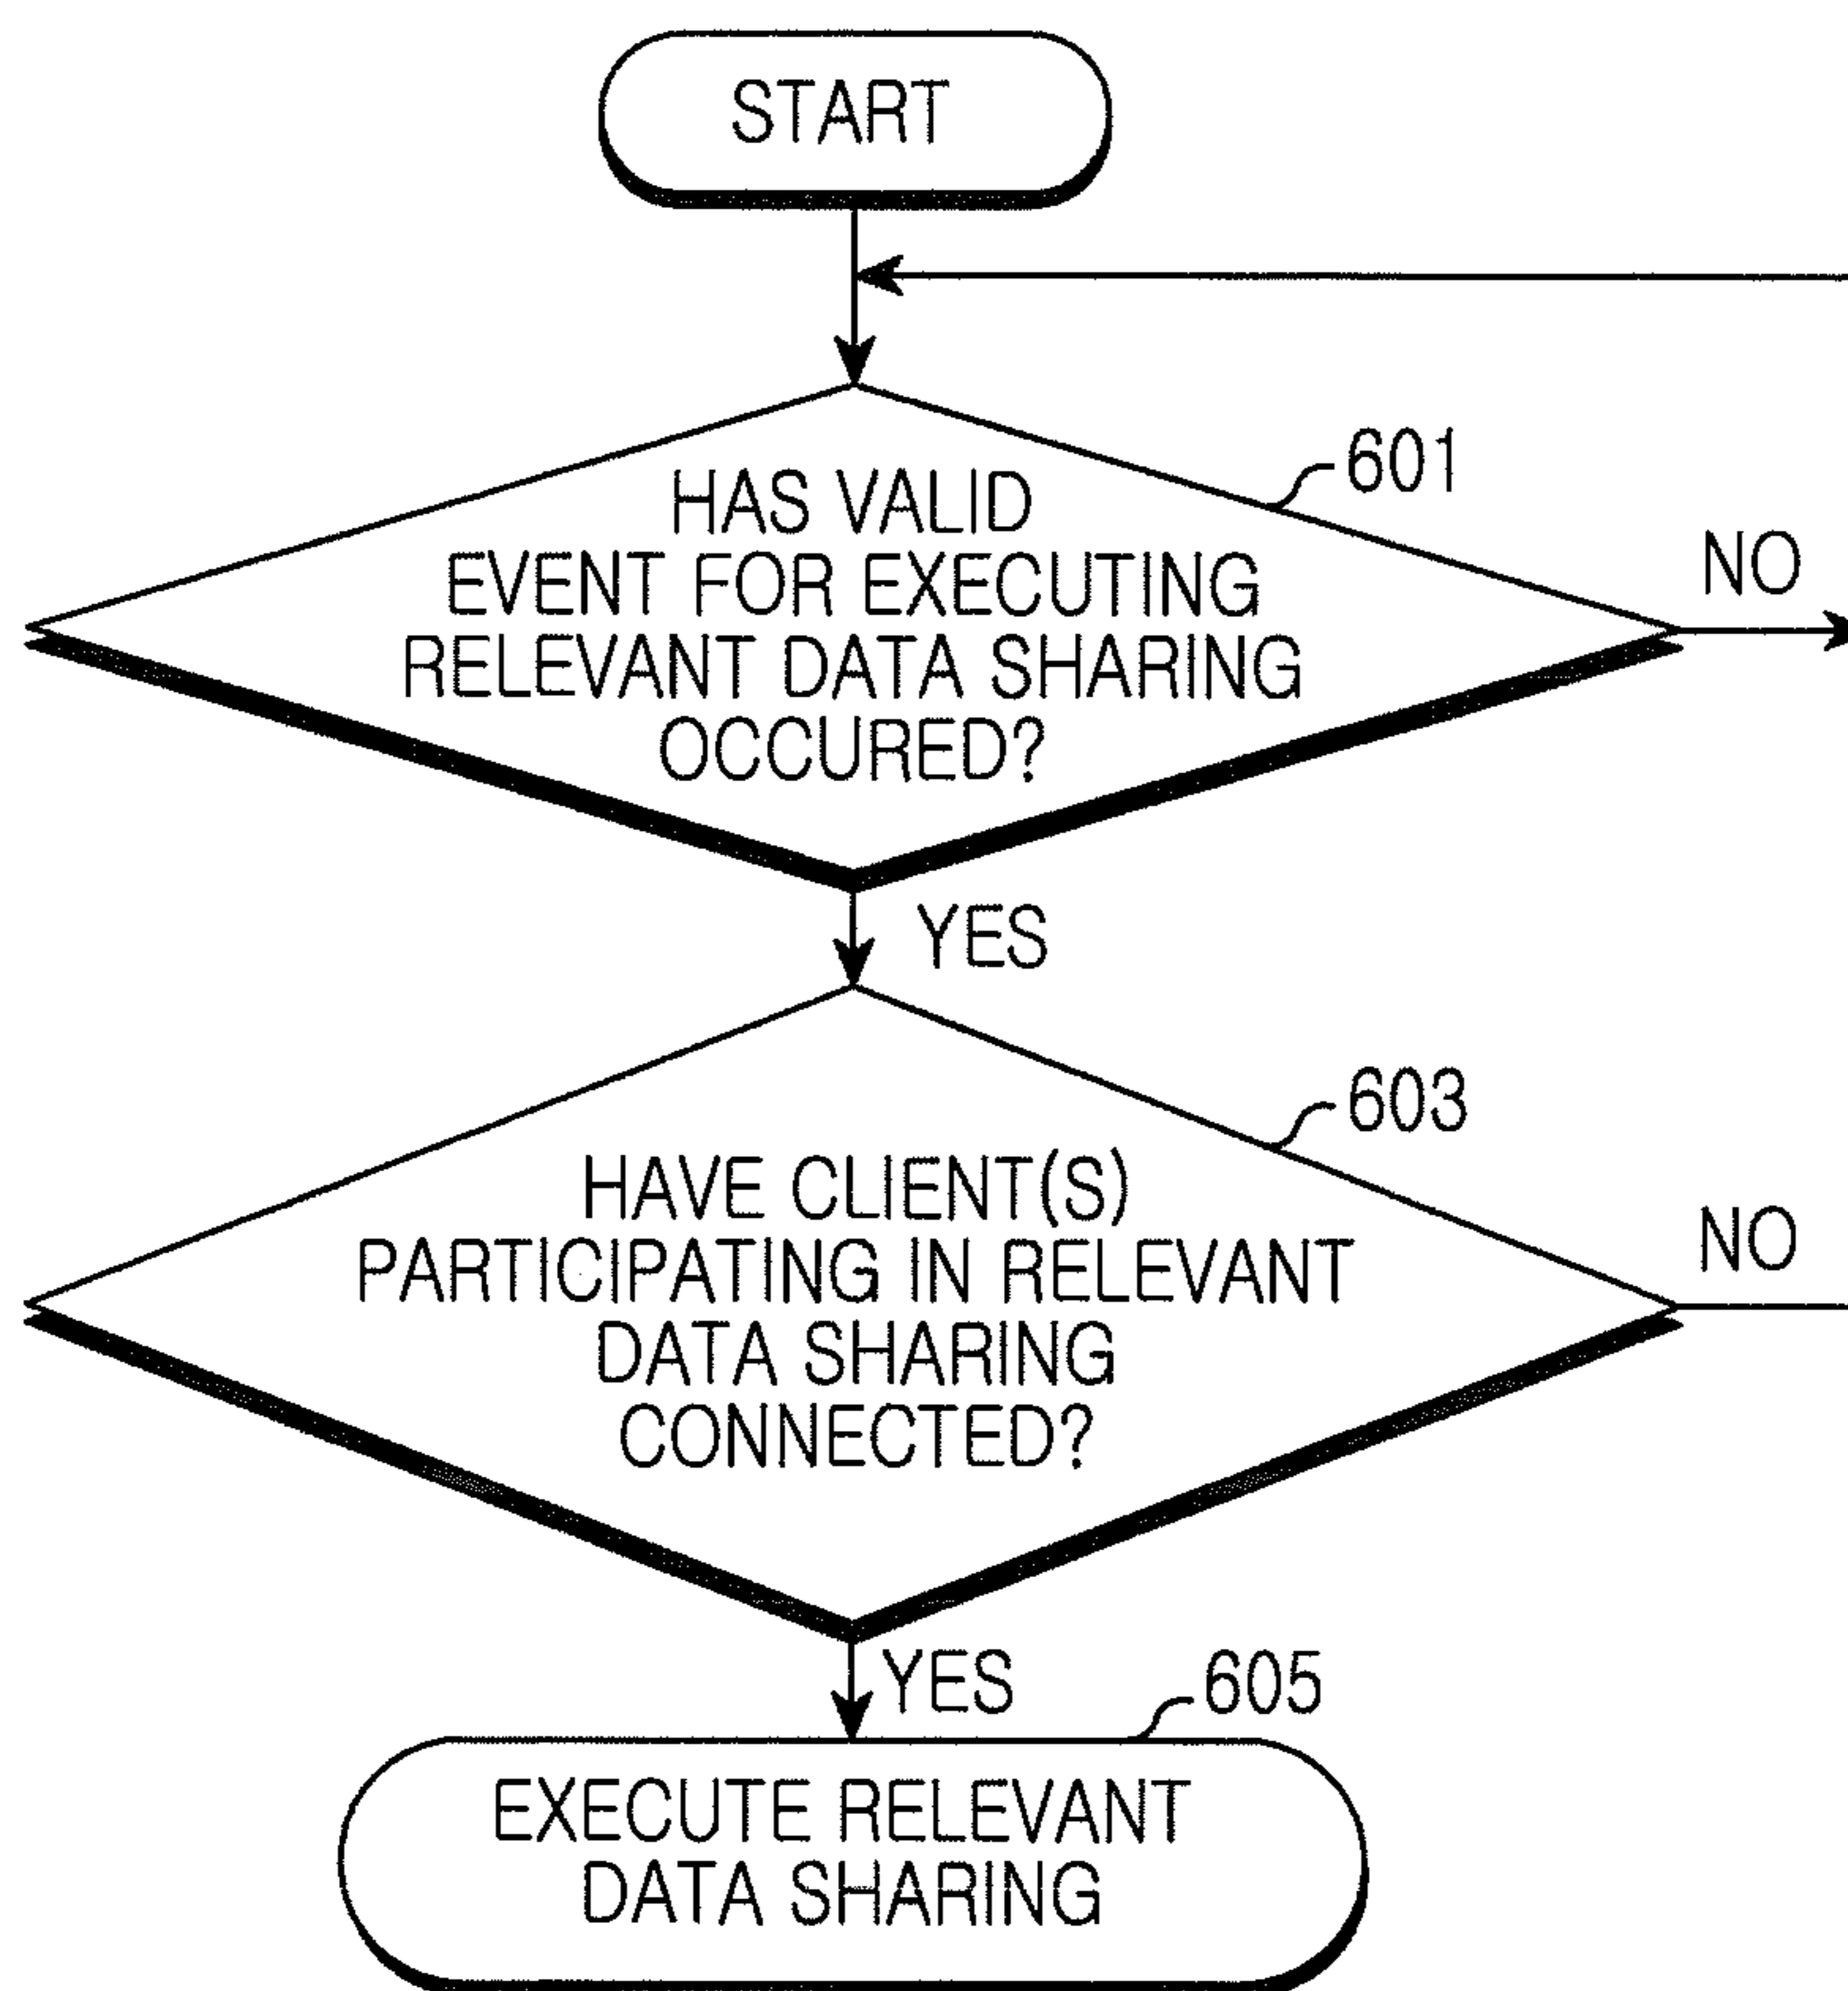 START
601
HAS VALID
EVENT FOR EXECUTING
RELEVANT DATA SHARING
OCCURED?
NO
YES
603
HAVE CLIENT(S)
PARTICIPATING IN RELEVANT
DATA SHARING
CONNECTED?
NO
YES
605
EXECUTE RELEVANT
DATA SHARING